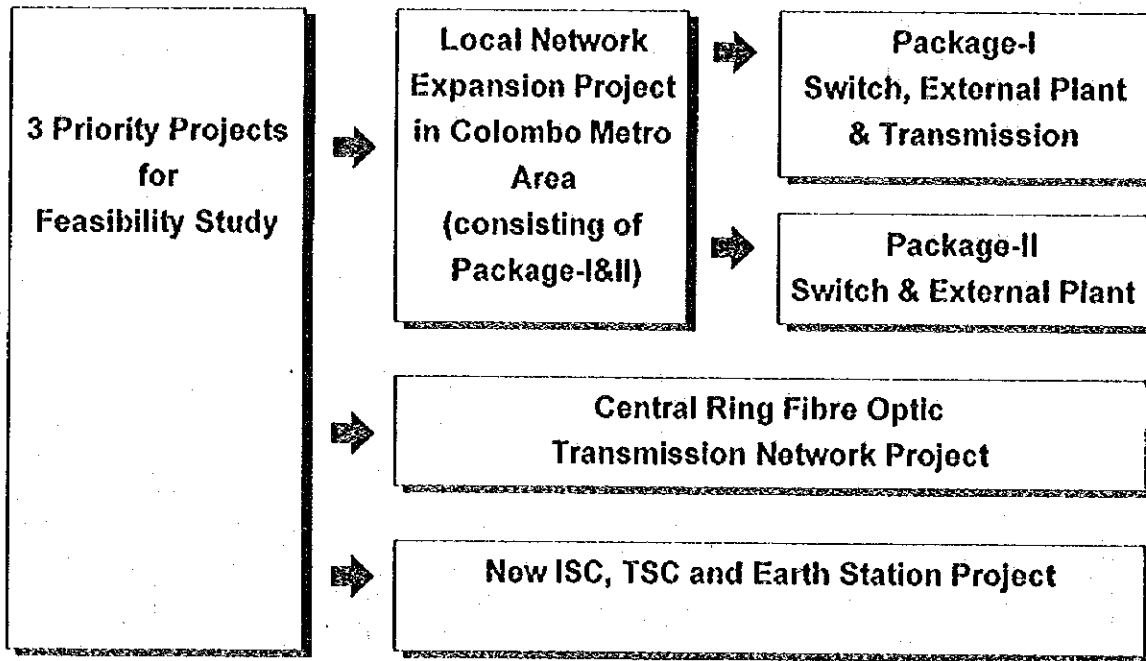 3 Priority Projects
for
Feasibility Study
Local Network
Expansion Project
in Colombo Metro
Area
(consisting of
Package-I&II)
Package-I
Switch, External Plant
& Transmission
Package-II
Switch & External Plant
Central Ring Fibre Optic
Transmission Network Project
New ISC, TSC and Earth Station Project